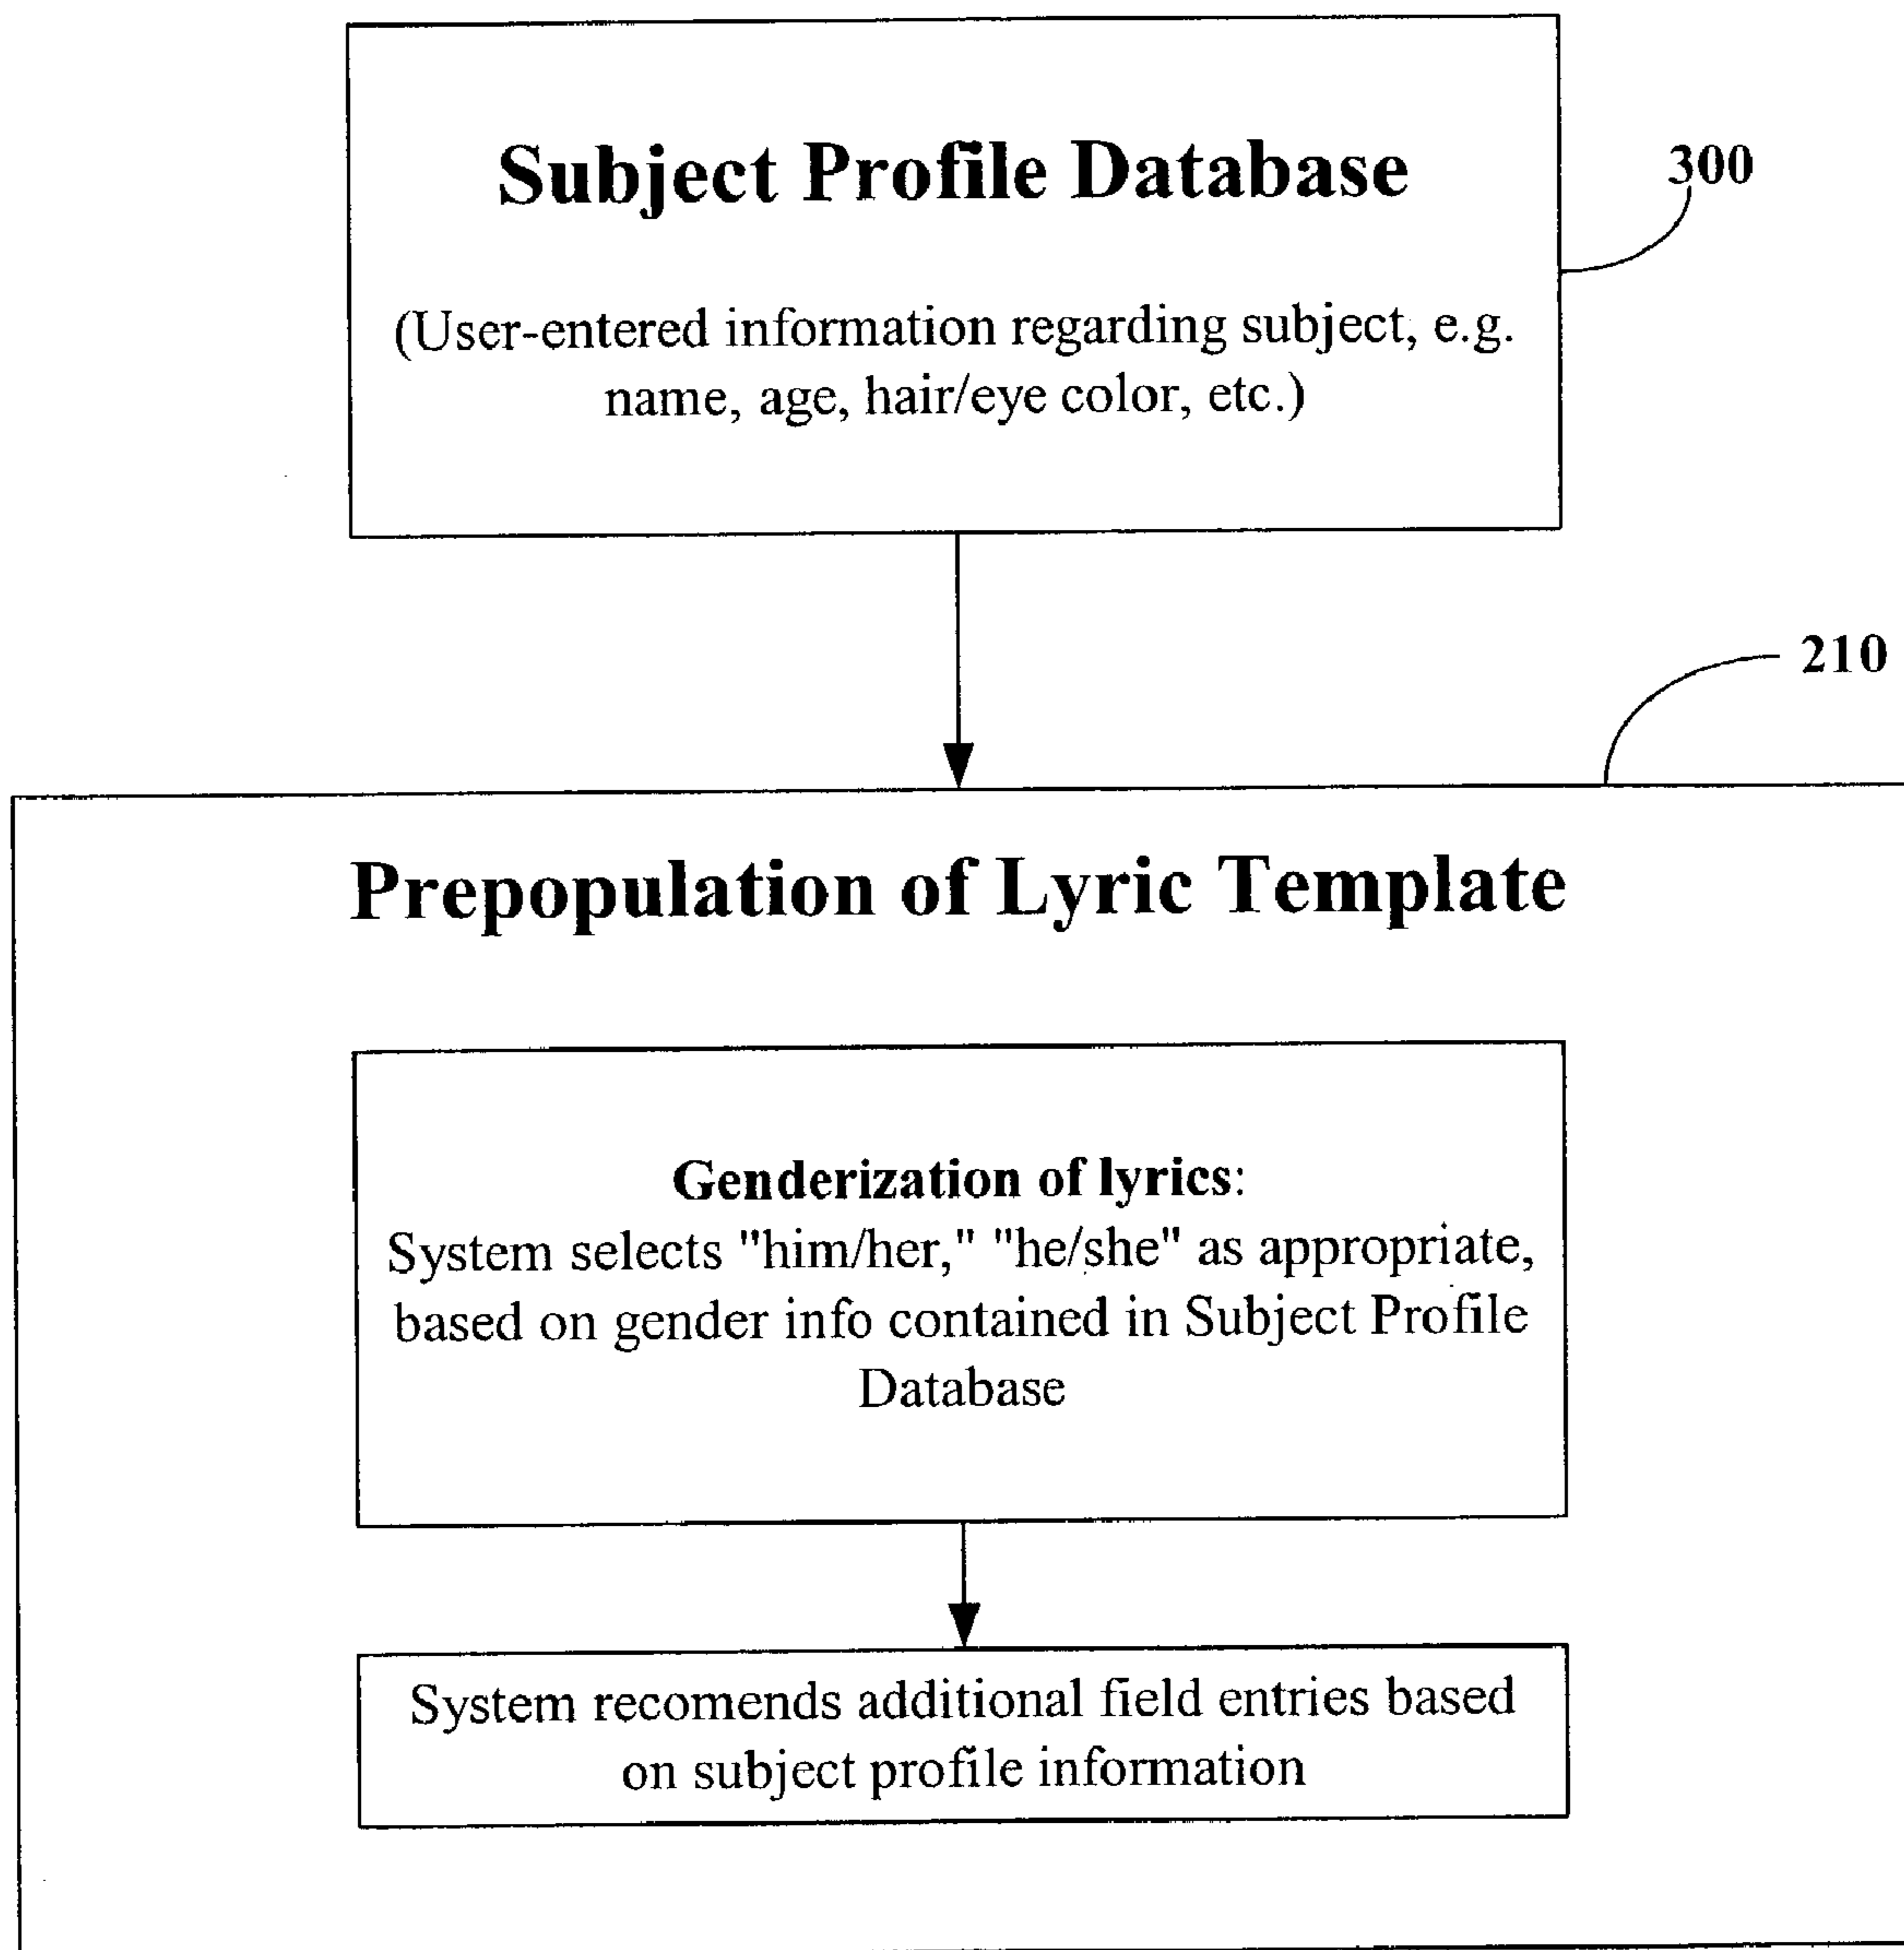 Subject Profile Database
300
(User-entered information regarding subject, e.g.
name, age, hair/eye color, etc.)
210
Prepopulation of Lyric Template
Genderization of lyrics:
System selects "him/her," "he/she" as appropriate,
based on gender info contained in Subject Profile
Database
System recomends additional field entries based
on subject profile information